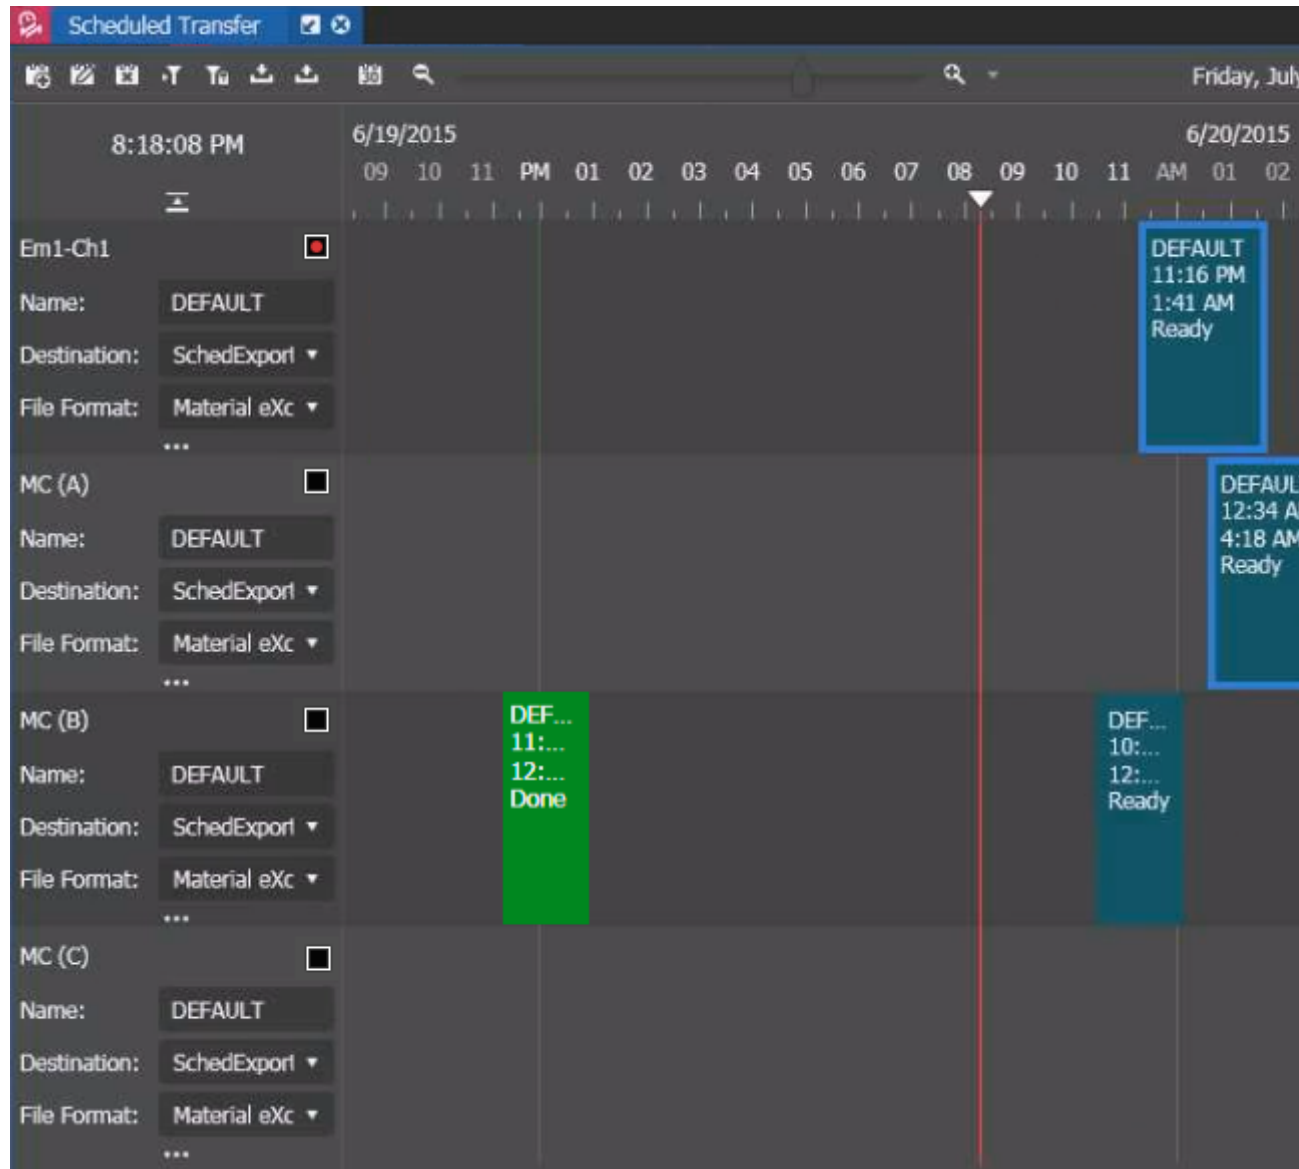 Scheduled Transfer
Friday, July
8:18:08 PM
6/19/2015 6/20/2015
09 10 11 PM 01 02 03 04 05 06 07 08 09 10 11 AM 01 02
Em1-Ch1
Name: DEFAULT
Destination: SchedExport
File Format: Material eXc
...
DEFAULT
11:16 PM
1:41 AM
Ready
MC (A)
Name: DEFAULT
Destination: SchedExport
File Format: Material eXc
...
DEFAUL
12:34 A
4:18 AM
Ready
MC (B)
Name: DEFAULT
Destination: SchedExport
File Format: Material eXc
...
DEF...
11:...
12:...
Done
DEF...
10:...
12:...
Ready
MC (C)
Name: DEFAULT
Destination: SchedExport
File Format: Material eXc
...